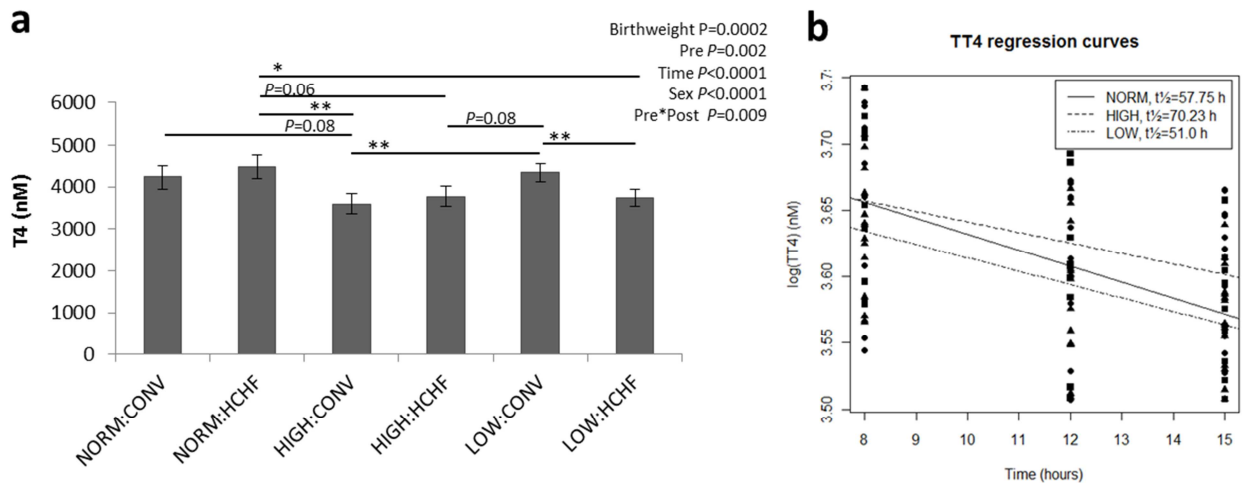 a
Birthweight P=0.0002
Pre P=0.002
Time P<0.0001
Sex P<0.0001
Pre*Post P=0.009
*
P=0.06
**
P=0.08
**
P=0.08
**
T4 (nM)
6000
5000
4000
3000
2000
1000
0
NORM:CONV
NORM:HCHF
HIGH:CONV
HIGH:HCHF
LOW:CONV
LOW:HCHF
b
TT4 regression curves
NORM, t½=57.75 h
HIGH, t½=70.23 h
LOW, t½=51.0 h
log(TT4) (nM)
3.70
3.65
3.60
3.55
3.50
8 9 10 11 12 13 14 15
Time (hours)